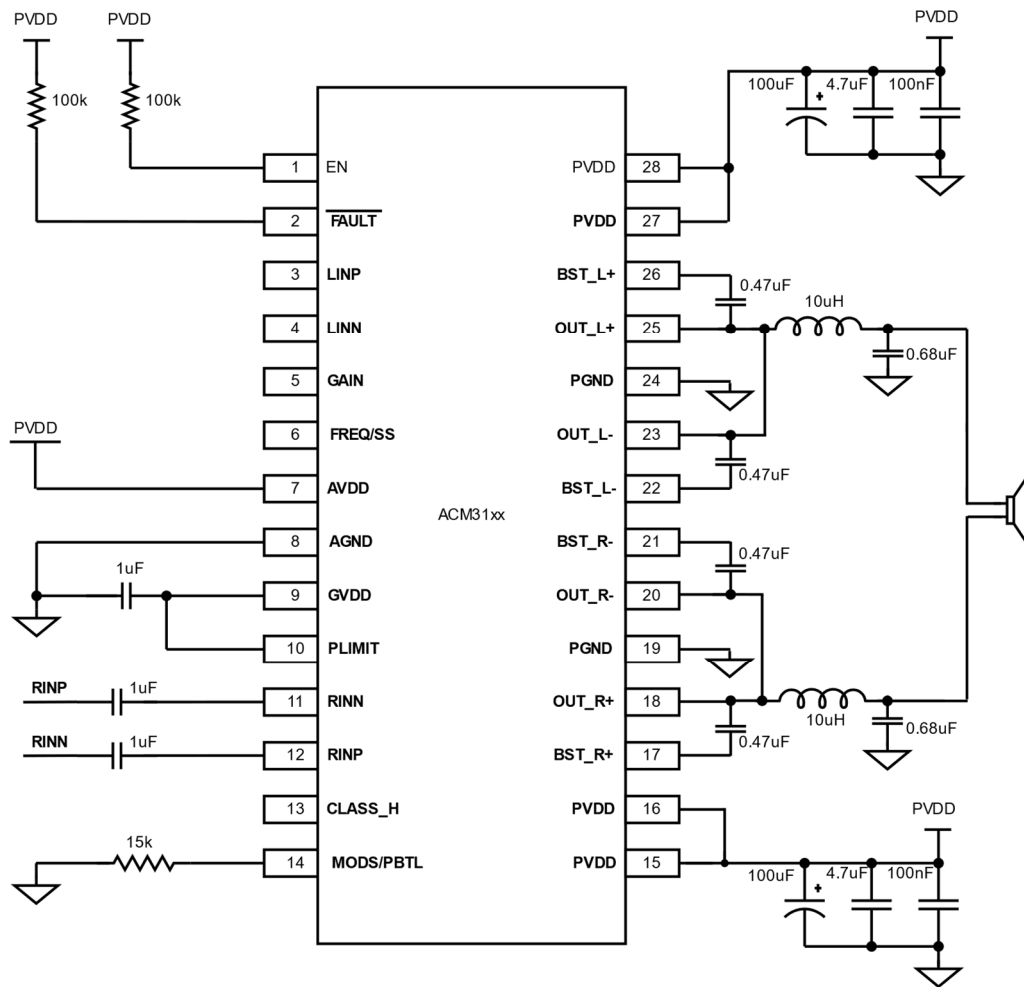 PVDD
PVDD
100k
100k
PVDD
100uF
+
4.7uF
100nF
1 EN
PVDD 28
2 FAULT
PVDD 27
3 LINP
BST_L+ 26
0.47uF
10uH
4 LINN
OUT_L+ 25
0.68uF
5 GAIN
PGND 24
PVDD
6 FREQ/SS
OUT_L- 23
0.47uF
7 AVDD
BST_L- 22
ACM31xx
8 AGND
BST_R- 21
0.47uF
1uF
9 GVDD
OUT_R- 20
10 PLIMIT
PGND 19
RINP
1uF
11 RINN
OUT_R+ 18
10uH
0.68uF
0.47uF
RINN
1uF
12 RINP
BST_R+ 17
13 CLASS_H
PVDD 16
PVDD
15k
14 MODS/PBTL
PVDD 15
100uF
+
4.7uF
100nF